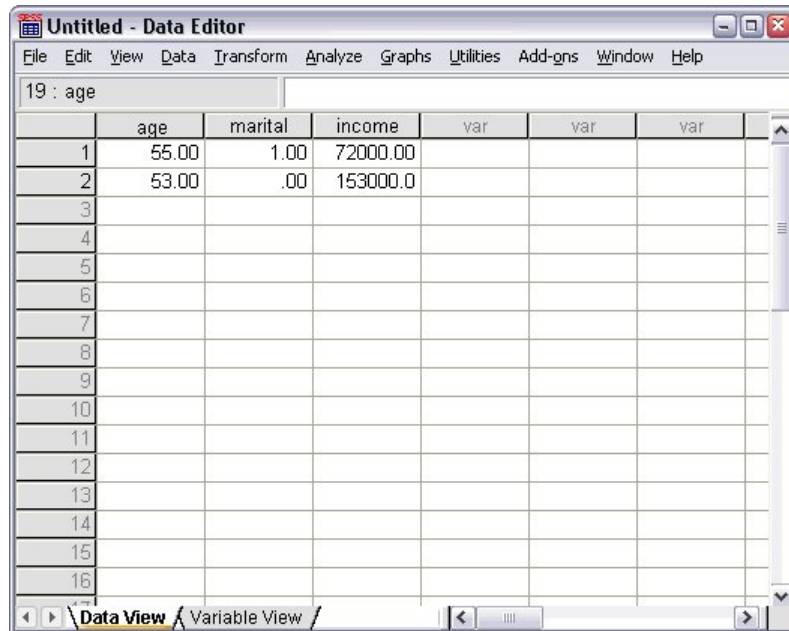 Untitled - Data Editor
File Edit View Data Transform Analyze Graphs Utilities Add-ons Window Help
19 : age
age marital income var var var
1 55.00 1.00 72000.00
2 53.00 .00 153000.0
3
4
5
6
7
8
9
10
11
12
13
14
15
16
17
Data View Variable View